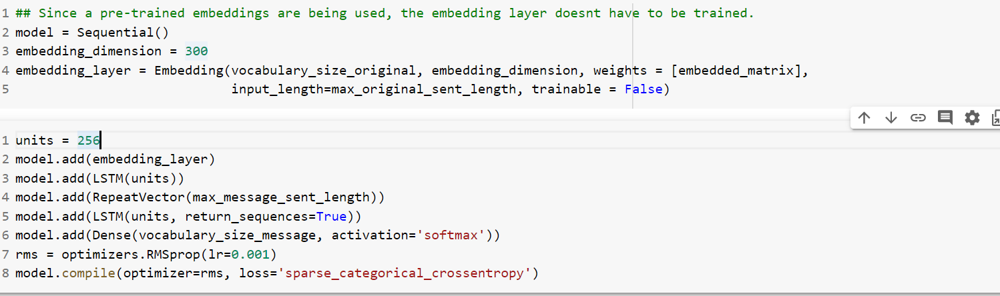 1 ## Since a pre-trained embeddings are being used, the embedding layer doesnt have to be trained.
2 model = Sequential()
3 embedding_dimension = 300
4 embedding_layer = Embedding(vocabulary_size_original, embedding_dimension, weights = [embedded_matrix],
5                             input_length=max_original_sent_length, trainable = False)
1 units = 256
2 model.add(embedding_layer)
3 model.add(LSTM(units))
4 model.add(RepeatVector(max_message_sent_length))
5 model.add(LSTM(units, return_sequences=True))
6 model.add(Dense(vocabulary_size_message, activation='softmax'))
7 rms = optimizers.RMSprop(lr=0.001)
8 model.compile(optimizer=rms, loss='sparse_categorical_crossentropy')